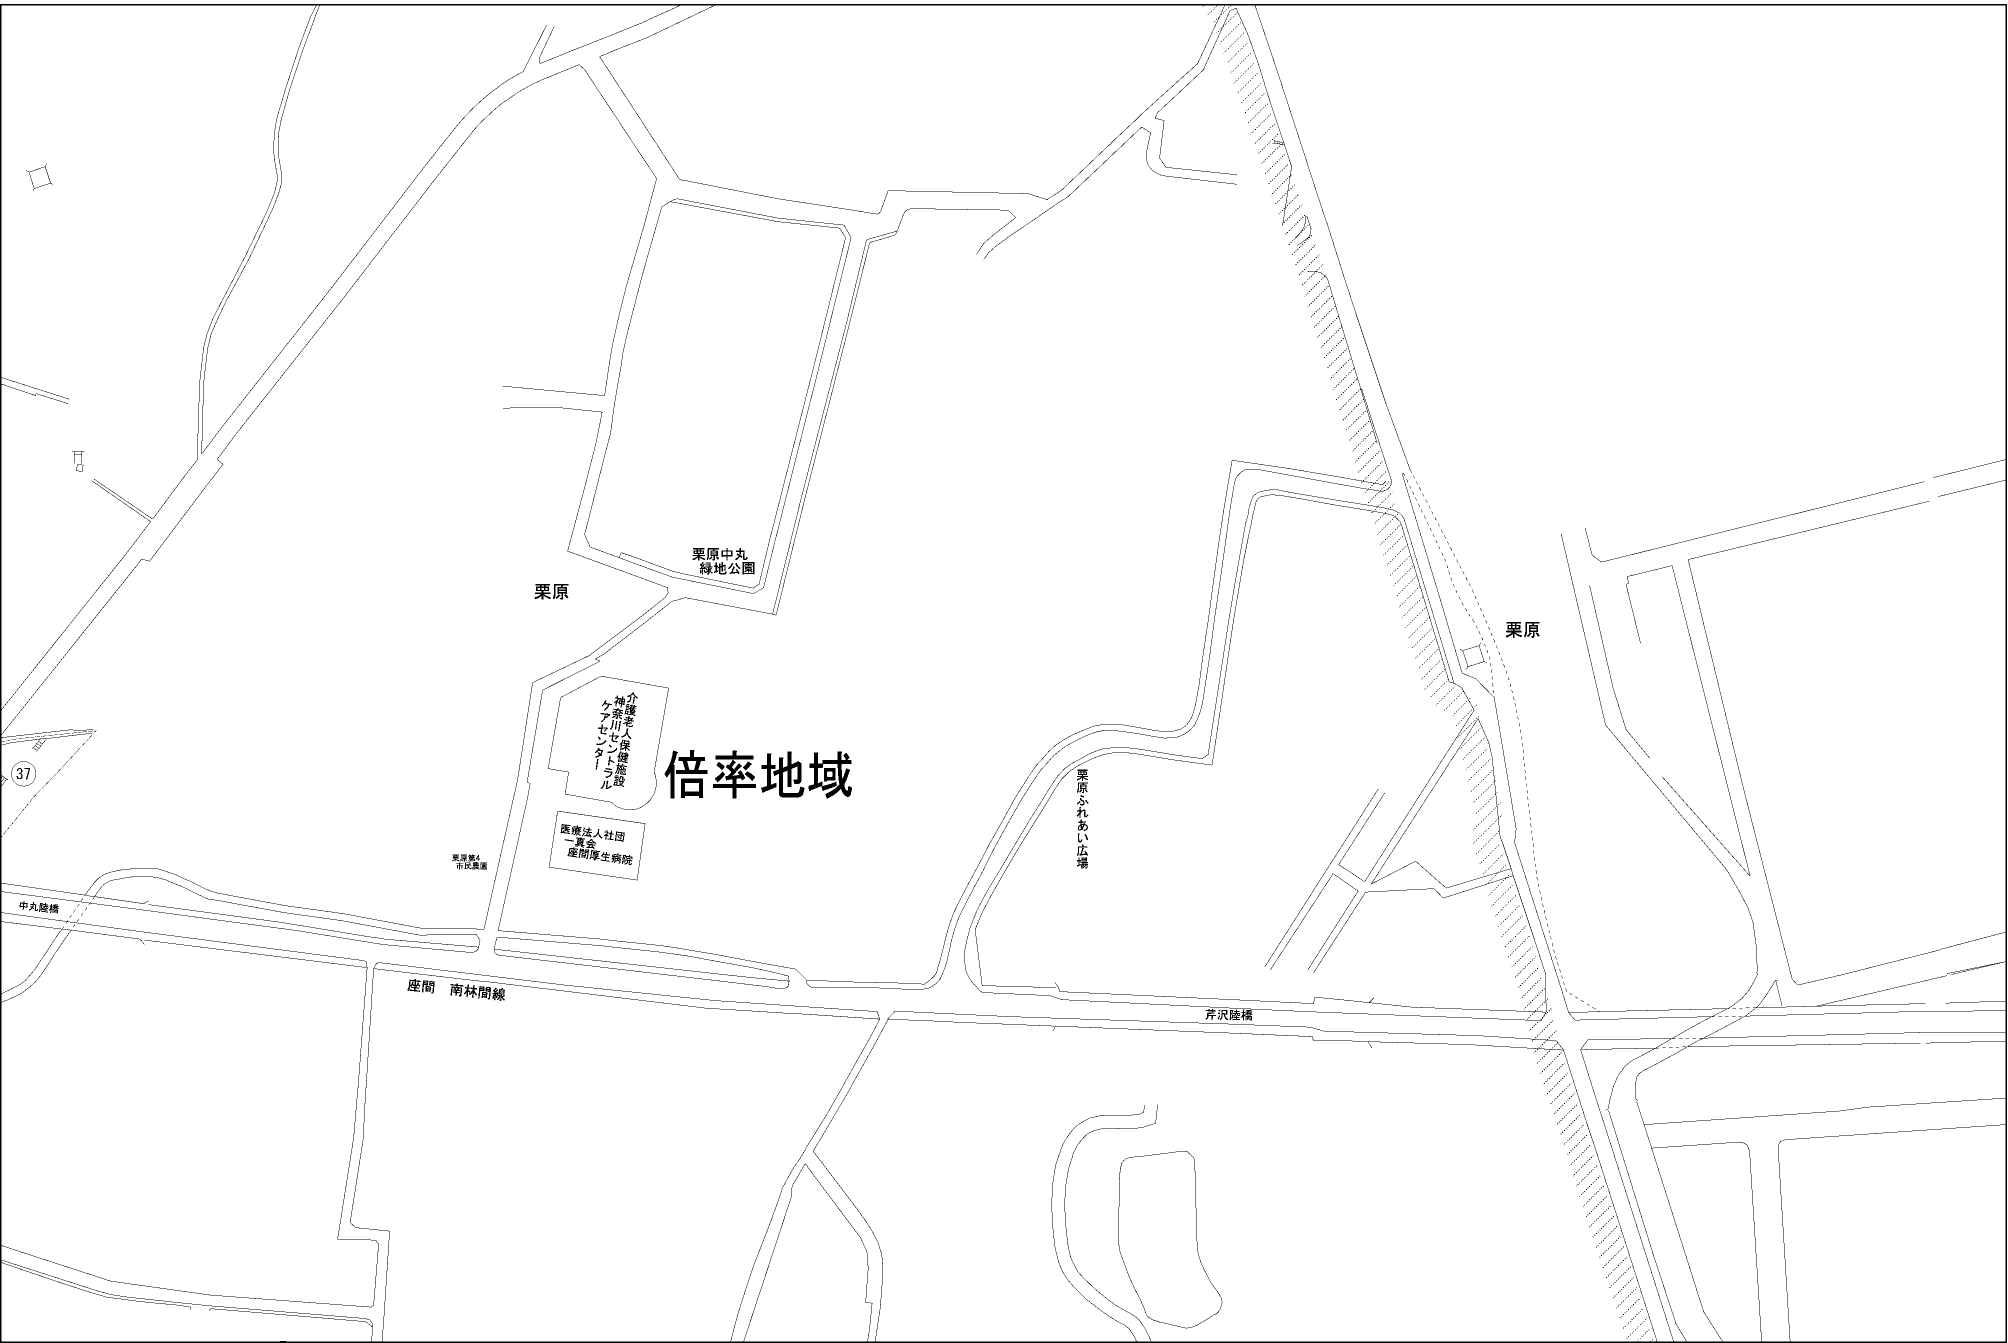 栗原中丸
緑地公園
栗原
栗原
介護老人保健施設
神奈川セントラル
ケアセンター
倍率地域
37
栗原ふれあい広場
医療法人社団
一真会
座間厚生病院
栗原第4
市民農園
中丸陸橋
座間 南林間線
芹沢陸橋